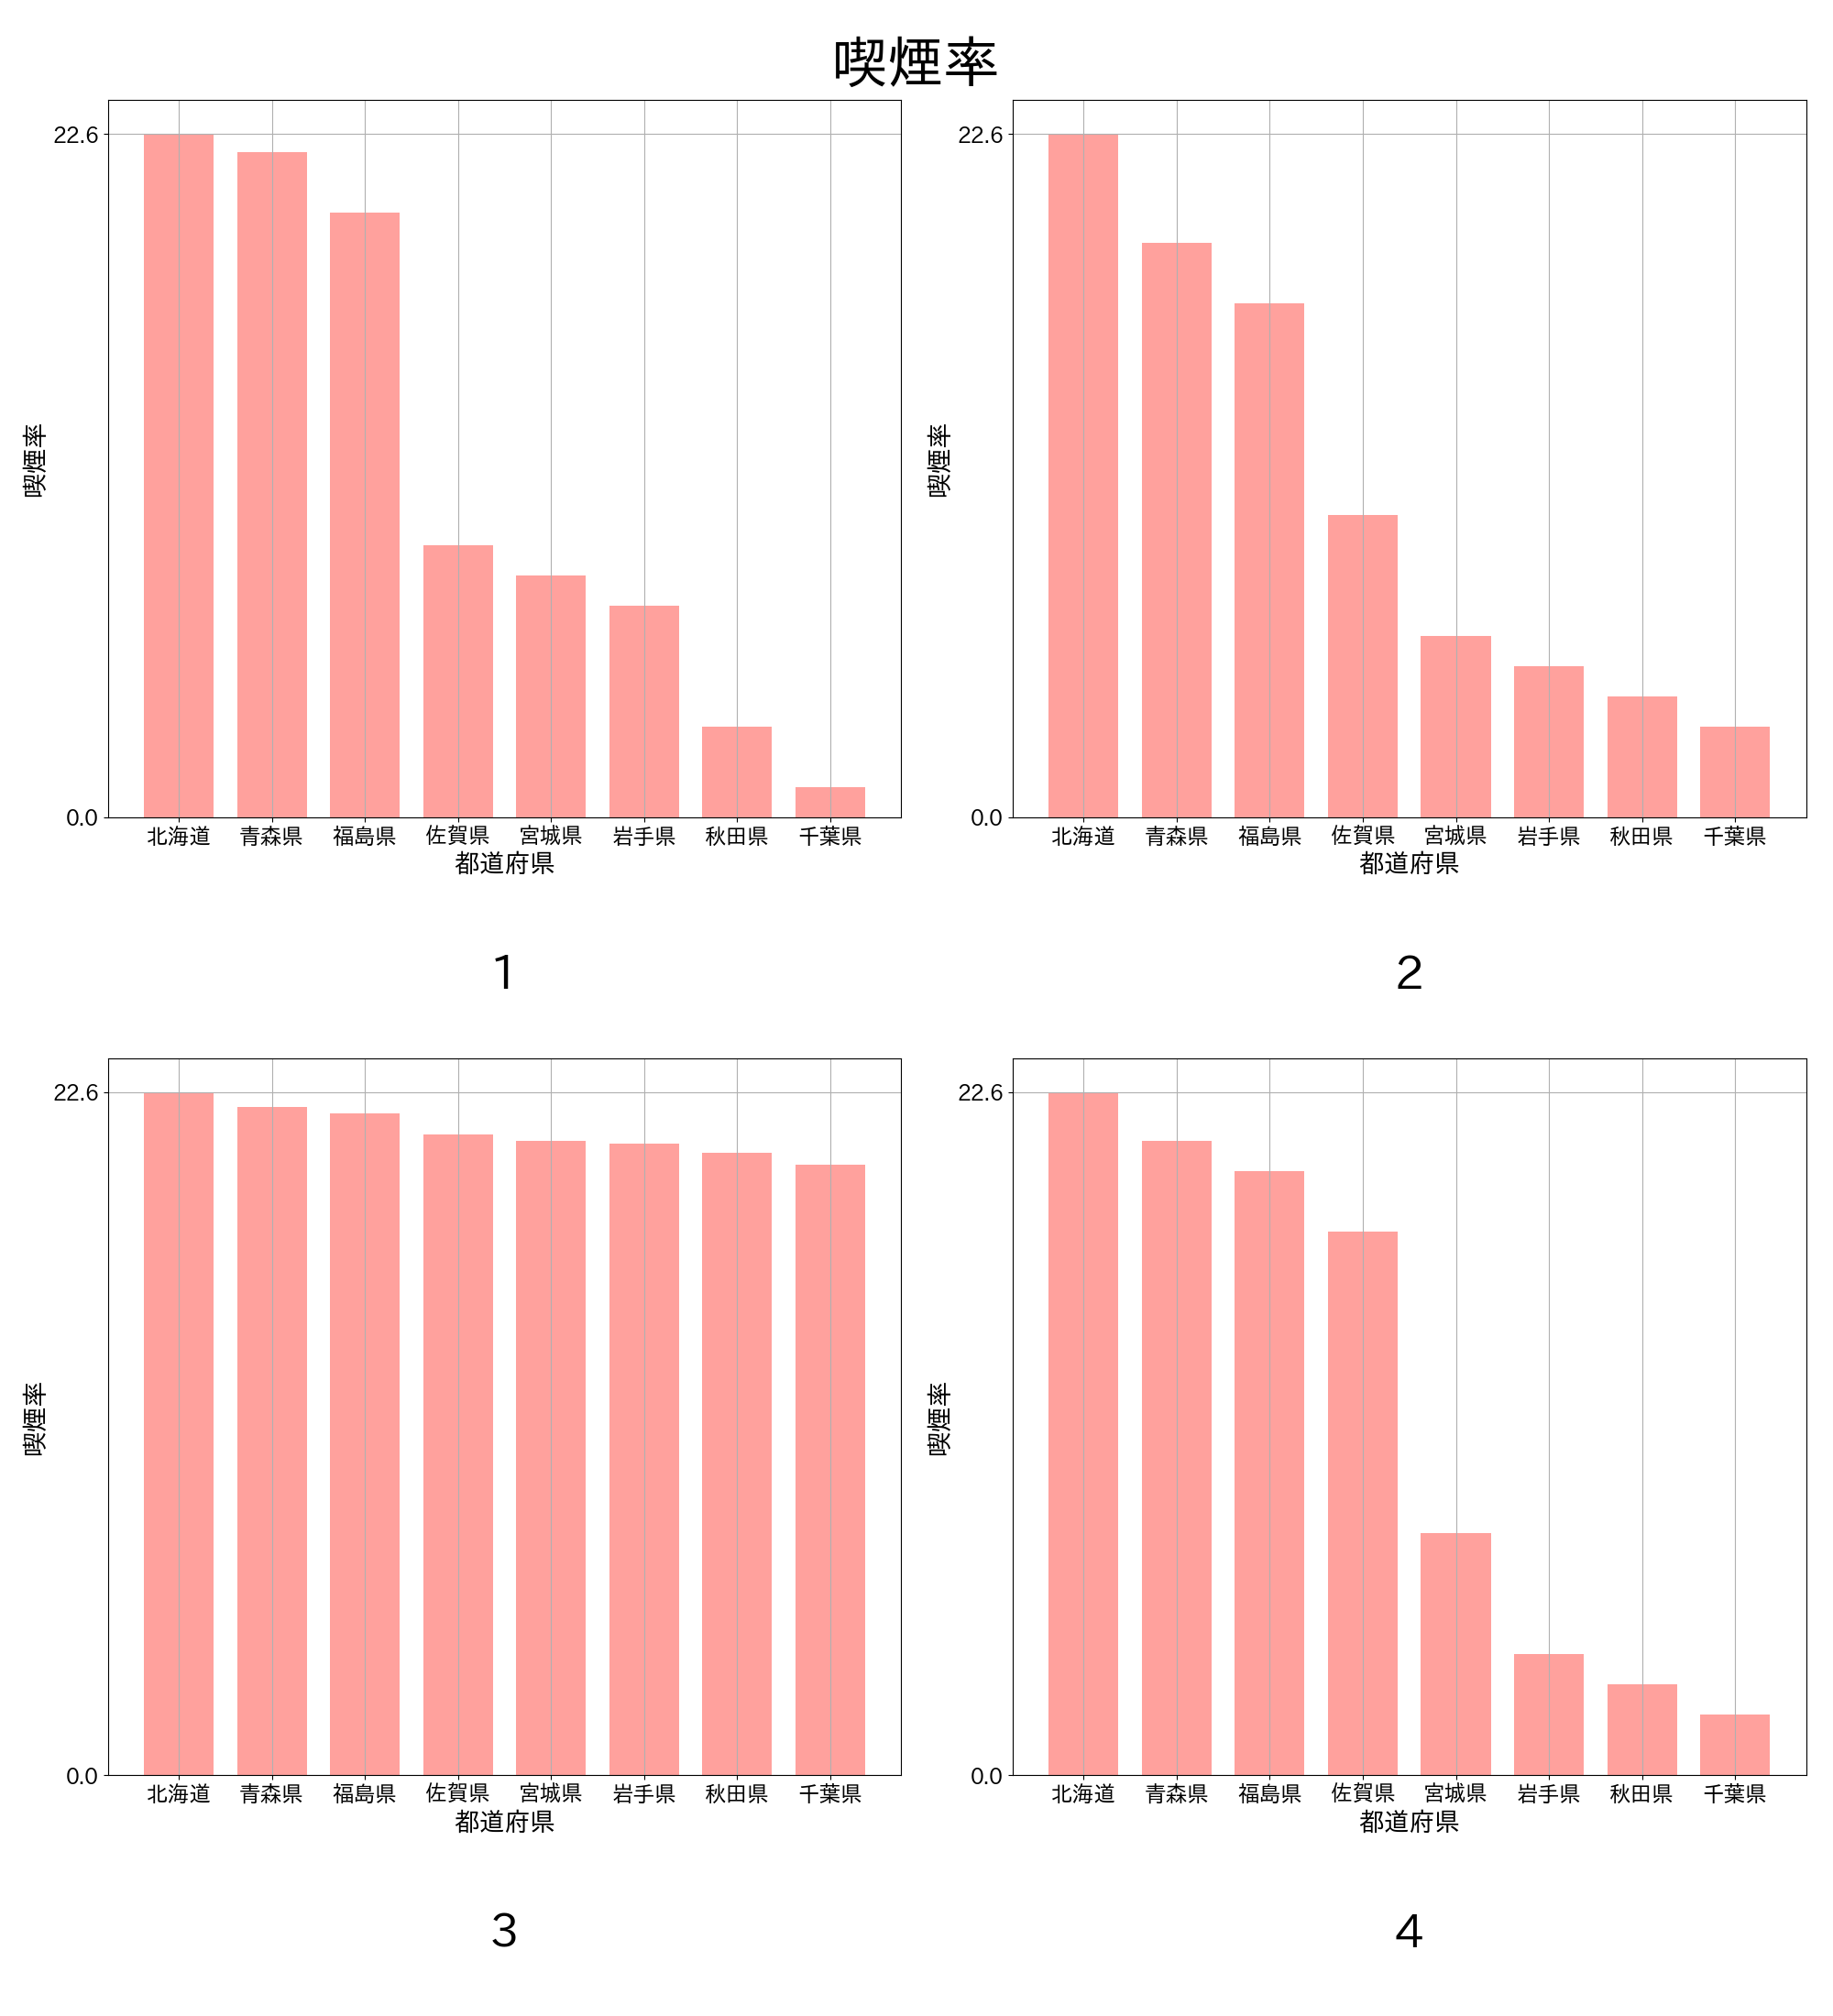 喫煙率
22.6
喫煙率
0.0
北海道 青森県 福島県 佐賀県 宮城県 岩手県 秋田県 千葉県
都道府県
1
22.6
喫煙率
0.0
北海道 青森県 福島県 佐賀県 宮城県 岩手県 秋田県 千葉県
都道府県
2
22.6
喫煙率
0.0
北海道 青森県 福島県 佐賀県 宮城県 岩手県 秋田県 千葉県
都道府県
3
22.6
喫煙率
0.0
北海道 青森県 福島県 佐賀県 宮城県 岩手県 秋田県 千葉県
都道府県
4